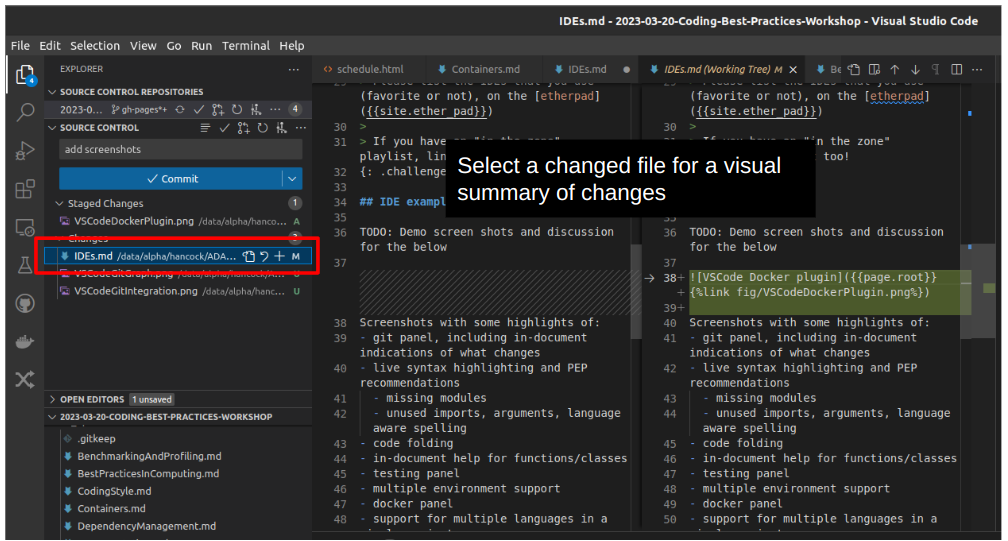 IDEs.md - 2023-03-20-Coding-Best-Practices-Workshop - Visual Studio Code
File Edit Selection View Go Run Terminal Help
4
EXPLORER
SOURCE CONTROL REPOSITORIES
2023-0... gh-pages*+ 4
SOURCE CONTROL
add screenshots
Commit
Staged Changes 1
VSCodeDockerPlugin.png /data/alpha/hancoc... A
Changes
IDEs.md /data/alpha/hancock/ADA... M
VSCodeGitGraph.png /data/alpha/hancock/... U
VSCodeGitIntegration.png /data/alpha/hanc... U
OPEN EDITORS 1 unsaved
2023-03-20-CODING-BEST-PRACTICES-WORKSHOP
.gitkeep
BenchmarkingAndProfiling.md
BestPracticesInComputing.md
CodingStyle.md
Containers.md
DependencyManagement.md
schedule.html Containers.md IDEs.md IDEs.md (Working Tree) M
(favorite or not), on the [etherpad]
({{site.ether_pad}})
30 >
31 > If you have an "in the zone"
playlist, lin
32 {: .challenge
33
34 ## IDE exampl
35
36 TODO: Demo screen shots and discussion
for the below
37
38 Screenshots with some highlights of:
39 - git panel, including in-document
indications of what changes
40 - live syntax highlighting and PEP
recommendations
41 - missing modules
42 - unused imports, arguments, language
aware spelling
43 - code folding
44 - in-document help for functions/classes
45 - testing panel
46 - multiple environment support
47 - docker panel
48 - support for multiple languages in a
(favorite or not), on the [etherpad]
({{site.ether_pad}})
30 >
31 > If you have an "in the zone"
too!
35
36 TODO: Demo screen shots and discussion
for the below
37
38+ ![VSCode Docker plugin]({{page.root}}
+ {%link fig/VSCodeDockerPlugin.png%})
39+
40 Screenshots with some highlights of:
41 - git panel, including in-document
indications of what changes
42 - live syntax highlighting and PEP
recommendations
43 - missing modules
44 - unused imports, arguments, language
aware spelling
45 - code folding
46 - in-document help for functions/classes
47 - testing panel
48 - multiple environment support
49 - docker panel
50 - support for multiple languages in a
Select a changed file for a visual
summary of changes